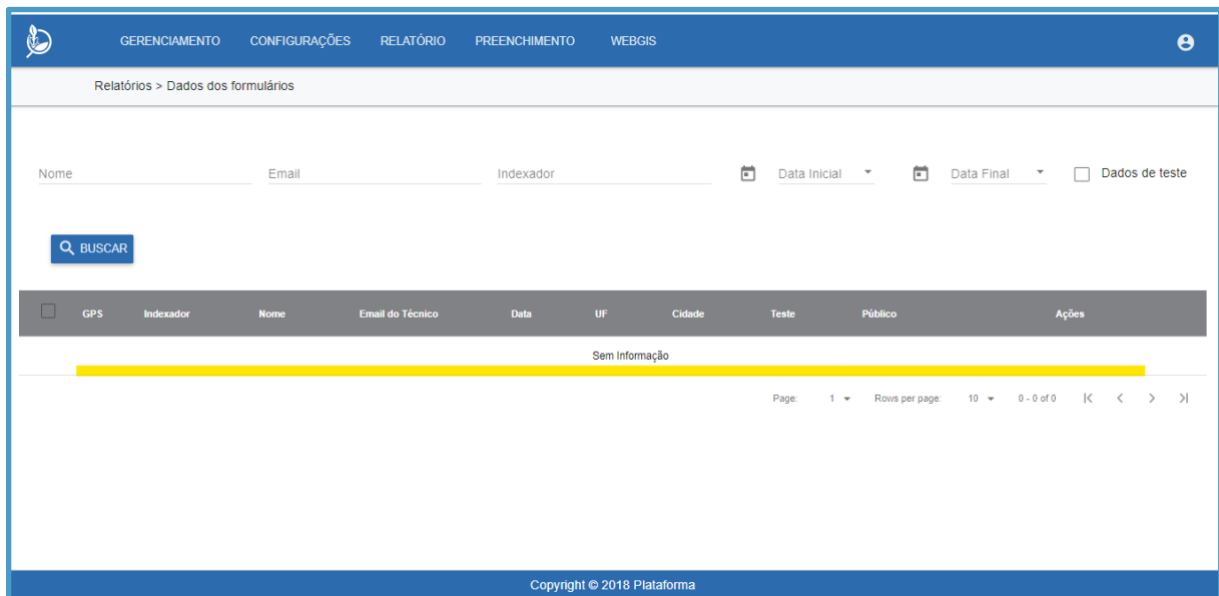 GERENCIAMENTO CONFIGURAÇÕES RELATÓRIO PREENCHIMENTO WEBGIS
Relatórios > Dados dos formulários
Nome Email Indexador Data Inicial Data Final Dados de teste
BUSCAR
GPS Indexador Nome Email do Técnico Data UF Cidade Teste Público Ações
Sem Informação
Page: 1 Rows per page: 10 0 - 0 of 0
Copyright © 2018 Plataforma